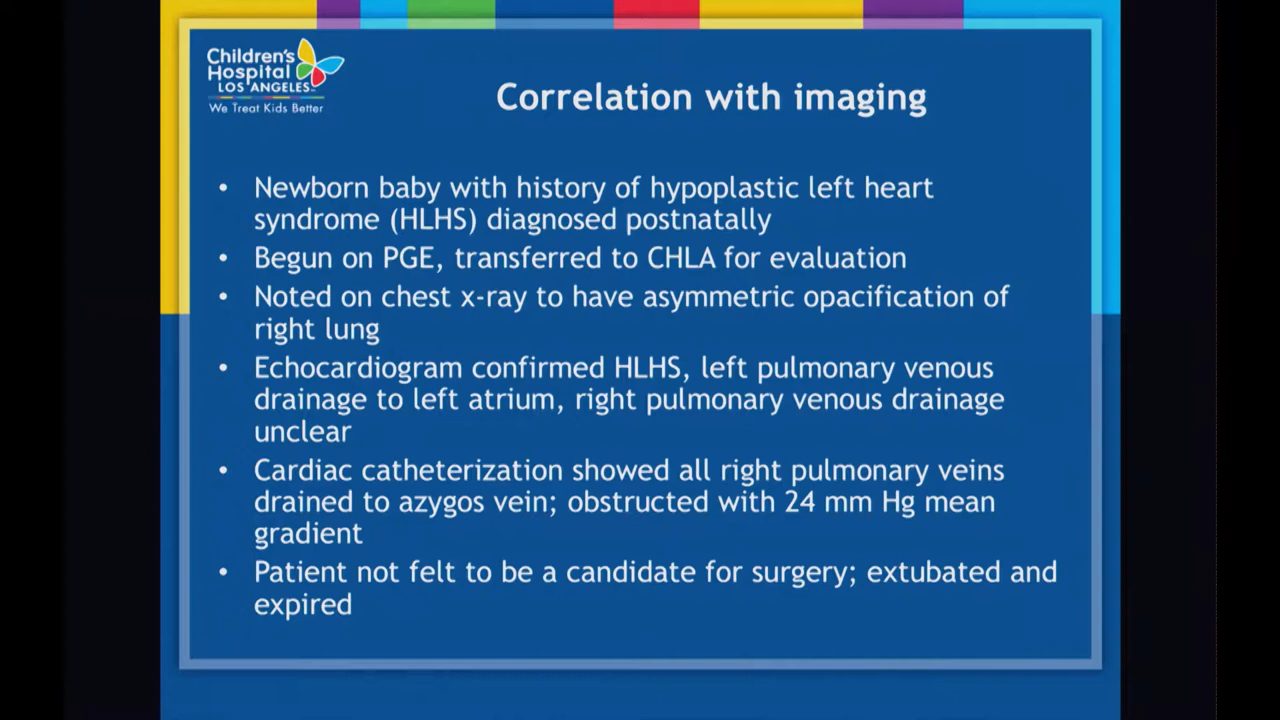 Children's
Hospital
LOS ANGELES
We Treat Kids Better
Correlation with imaging
• Newborn baby with history of hypoplastic left heart
syndrome (HLHS) diagnosed postnatally
• Begun on PGE, transferred to CHLA for evaluation
• Noted on chest x-ray to have asymmetric opacification of
right lung
• Echocardiogram confirmed HLHS, left pulmonary venous
drainage to left atrium, right pulmonary venous drainage
unclear
• Cardiac catheterization showed all right pulmonary veins
drained to azygos vein; obstructed with 24 mm Hg mean
gradient
• Patient not felt to be a candidate for surgery; extubated and
expired